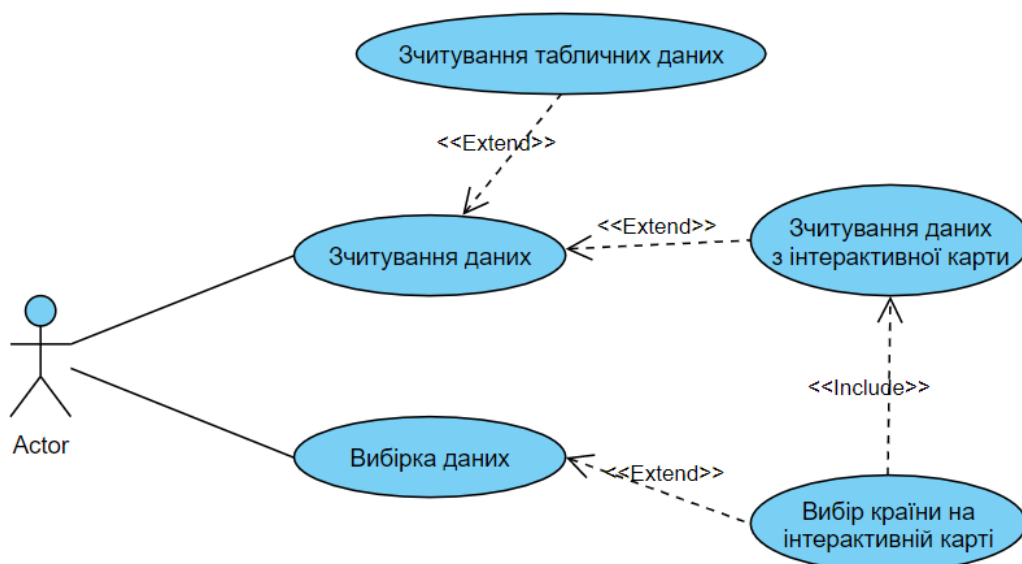 Зчитування табличних даних
<<Extend>>
Зчитування даних
<<Extend>>
Зчитування даних
з інтерактивної карти
Actor
<<Include>>
Вибірка даних
<<Extend>>
Вибір країни на
інтерактивній карті